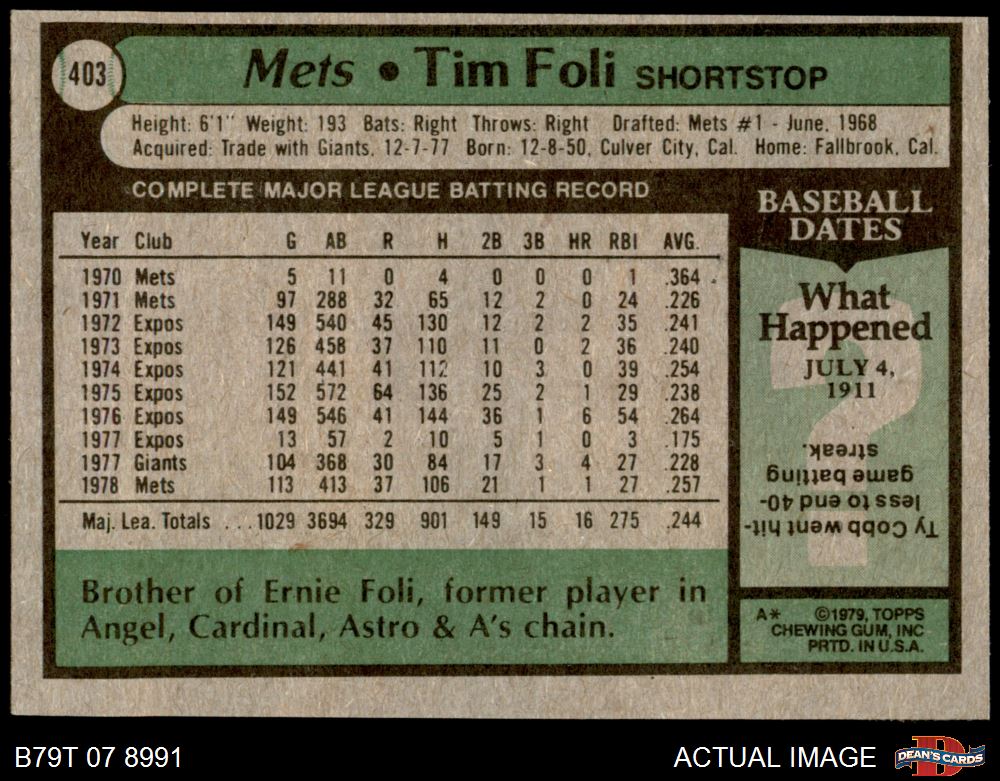 403
Mets • Tim Foli SHORTSTOP
Height: 6'1" Weight: 193 Bats: Right Throws: Right Drafted: Mets #1 - June, 1968
Acquired: Trade with Giants, 12-7-77 Born: 12-8-50, Culver City, Cal. Home: Fallbrook, Cal.
COMPLETE MAJOR LEAGUE BATTING RECORD
Year Club G AB R H 2B 3B HR RBI AVG.
1970 Mets 5 11 0 4 0 0 0 1 .364
1971 Mets 97 288 32 65 12 2 0 24 .226
1972 Expos 149 540 45 130 12 2 2 35 .241
1973 Expos 126 458 37 110 11 0 2 36 .240
1974 Expos 121 441 41 112 10 3 0 39 .254
1975 Expos 152 572 64 136 25 2 1 29 .238
1976 Expos 149 546 41 144 36 1 6 54 .264
1977 Expos 13 57 2 10 5 1 0 3 .175
1977 Giants 104 368 30 84 17 3 4 27 .228
1978 Mets 113 413 37 106 21 1 1 27 .257
Maj. Lea. Totals ...1029 3694 329 901 149 15 16 275 .244
Brother of Ernie Foli, former player in
Angel, Cardinal, Astro & A's chain.
BASEBALL
DATES
What
Happened
JULY 4,
1911
?
Ty Cobb went hit-
less to end 40-
game batting
streak.
A* ©1979, TOPPS
CHEWING GUM, INC
PRTD. IN U.S.A.
B79T 07 8991
ACTUAL IMAGE
D
DEAN'S CARDS